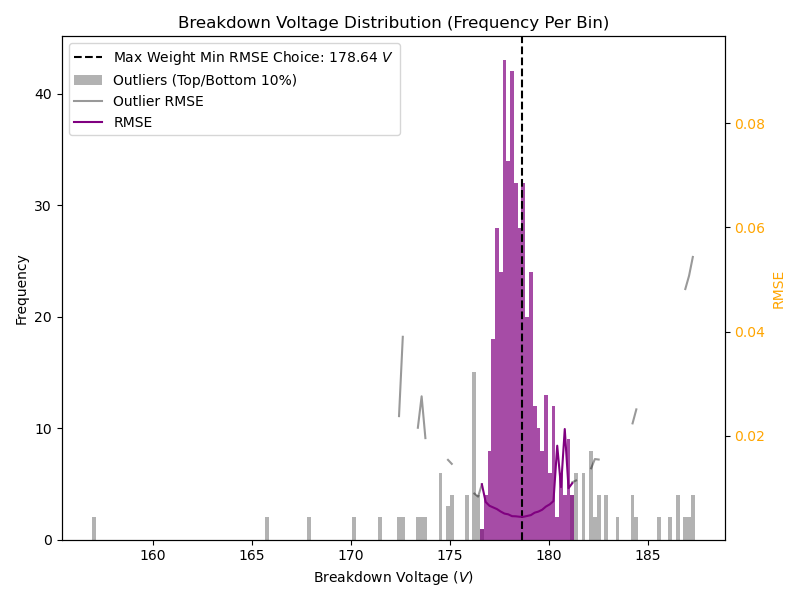 Breakdown Voltage Distribution (Frequency Per Bin)
Max Weight Min RMSE Choice: 178.64 V
Outliers (Top/Bottom 10%)
Outlier RMSE
RMSE
40
30
20
10
0
Frequency
0.08
0.06
0.04
0.02
RMSE
160
165
170
175
180
185
Breakdown Voltage (V)